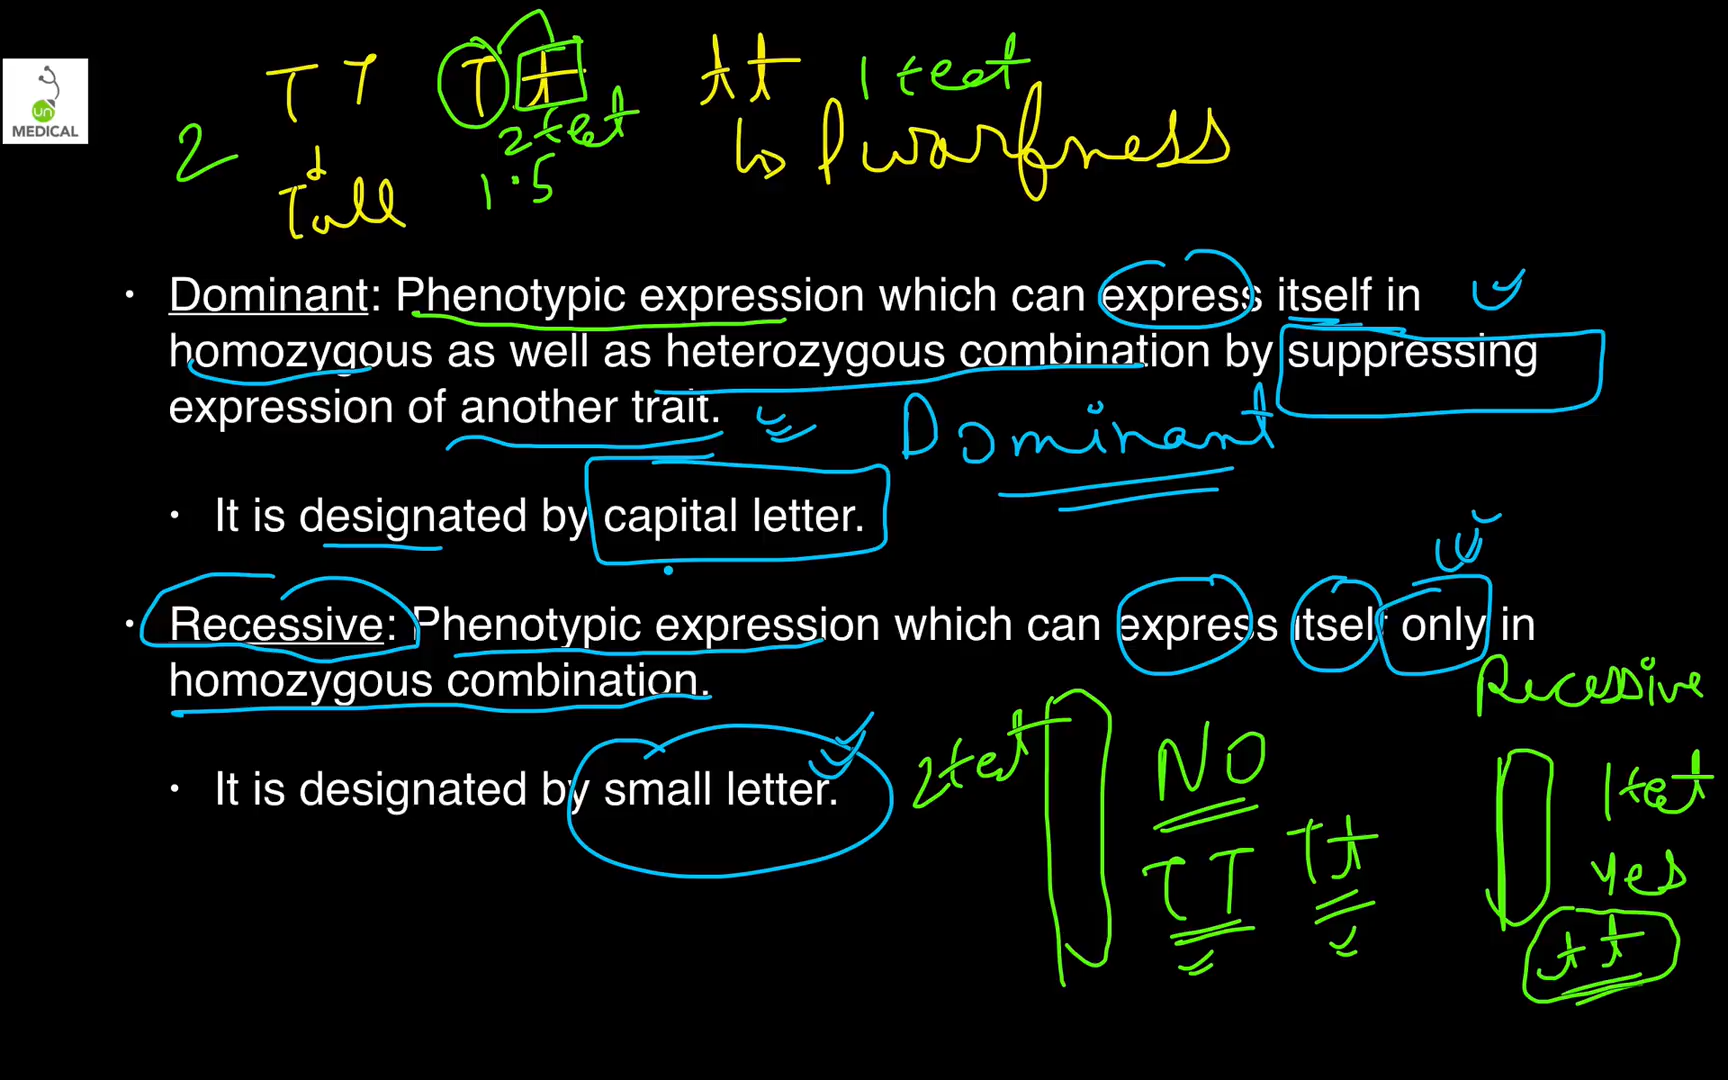 T T T t tt 1 feet
2 2 feet ↳ Dwarfness
1.5
Tall
un
MEDICAL
• Dominant: Phenotypic expression which can express itself in
homozygous as well as heterozygous combination by suppressing
expression of another trait.
Dominant
• It is designated by capital letter.
• Recessive: Phenotypic expression which can express itself only in
homozygous combination.
Recessive
• It is designated by small letter.
2 feet NO 1 feet
TT Tt yes
tt